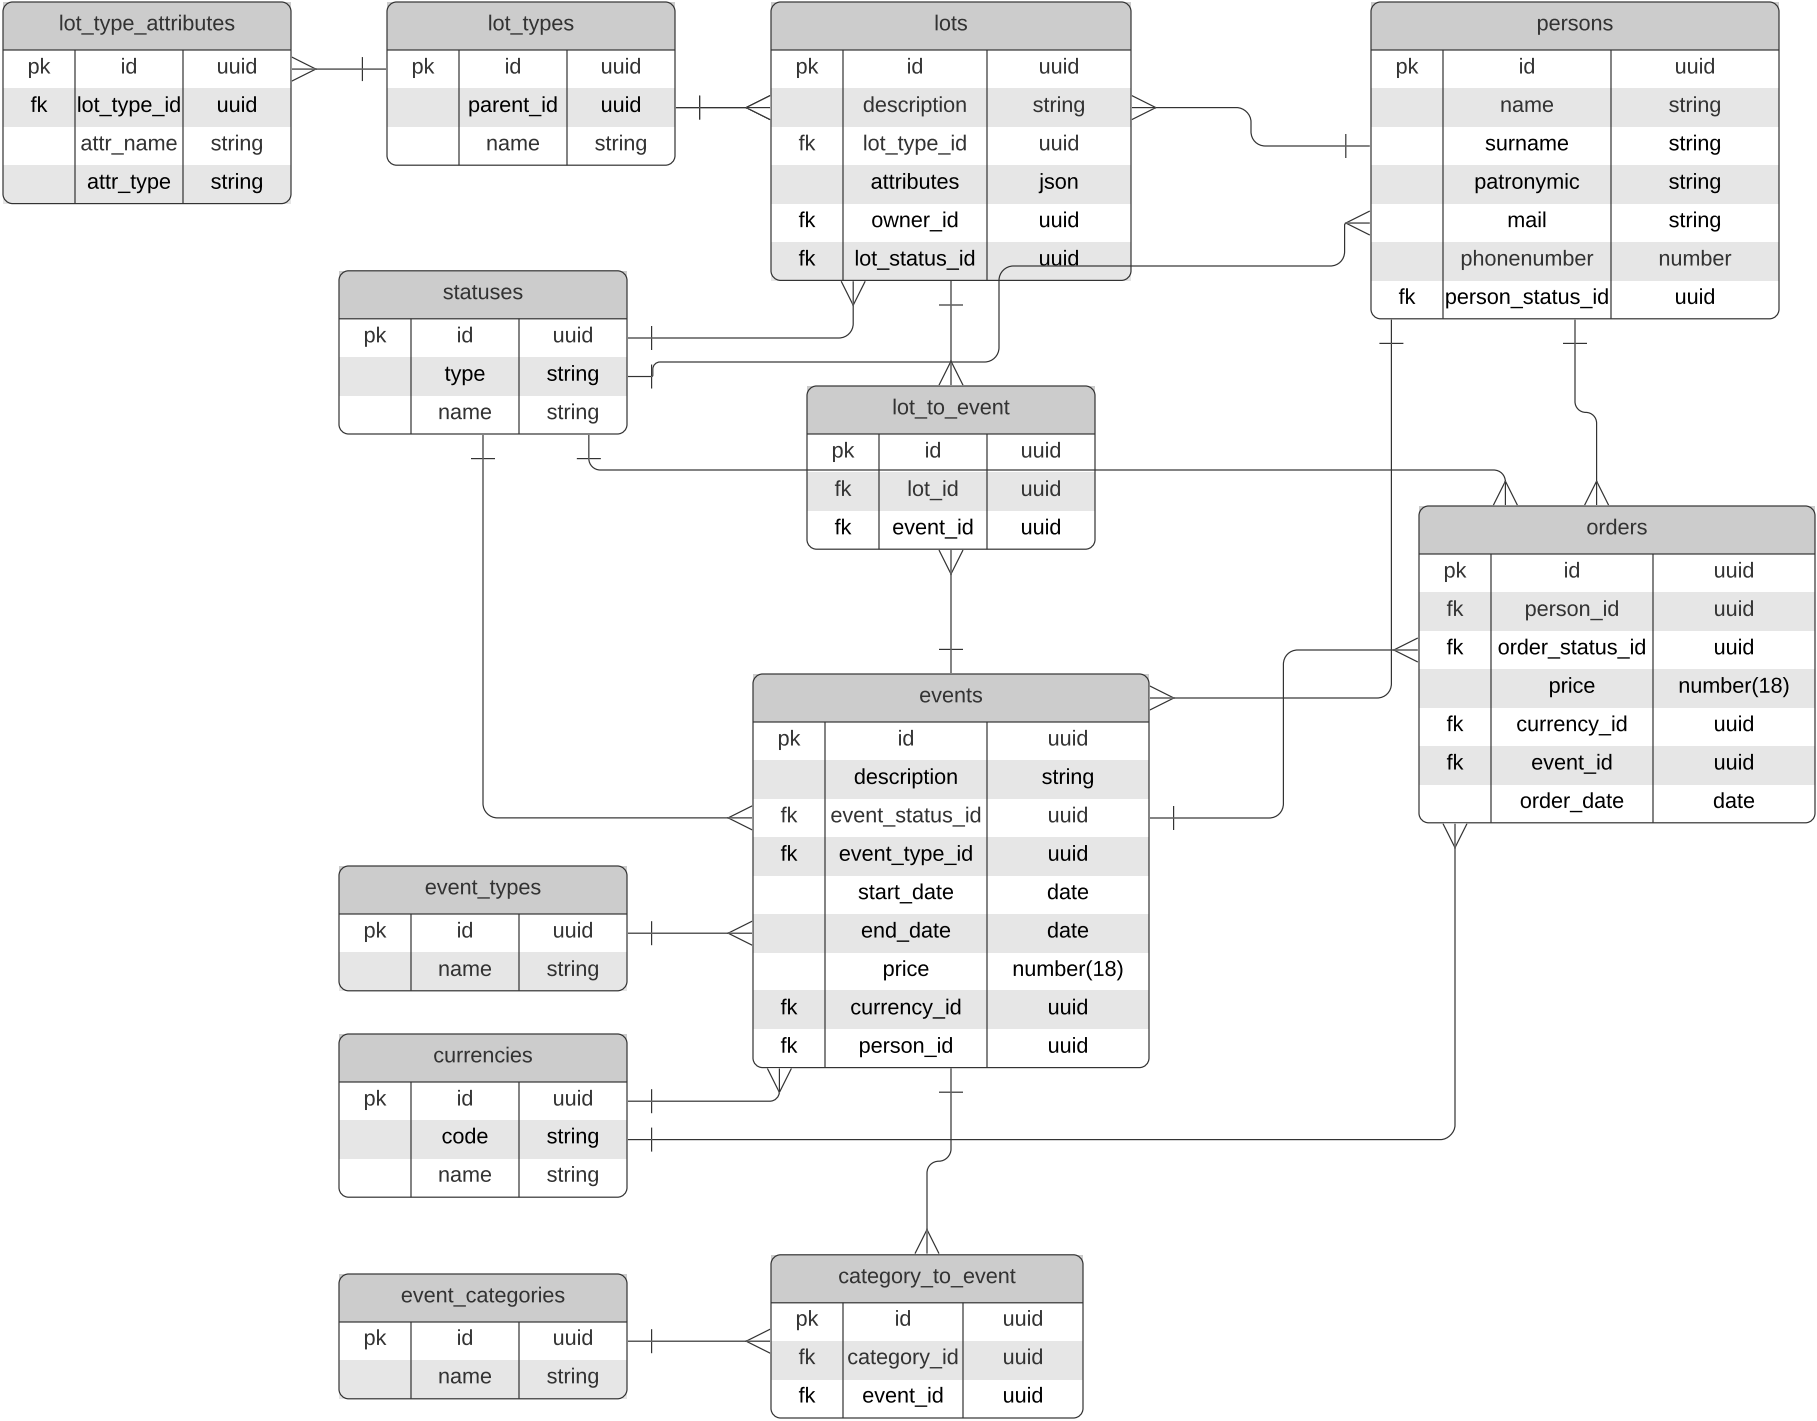 lot_type_attributes
pk id uuid
fk lot_type_id uuid
attr_name string
attr_type string
lot_types
pk id uuid
parent_id uuid
name string
lots
pk id uuid
description string
fk lot_type_id uuid
attributes json
fk owner_id uuid
fk lot_status_id uuid
persons
pk id uuid
name string
surname string
patronymic string
mail string
phonenumber number
fk person_status_id uuid
statuses
pk id uuid
type string
name string
lot_to_event
pk id uuid
fk lot_id uuid
fk event_id uuid
orders
pk id uuid
fk person_id uuid
fk order_status_id uuid
price number(18)
fk currency_id uuid
fk event_id uuid
order_date date
events
pk id uuid
description string
fk event_status_id uuid
fk event_type_id uuid
start_date date
end_date date
price number(18)
fk currency_id uuid
fk person_id uuid
event_types
pk id uuid
name string
currencies
pk id uuid
code string
name string
event_categories
pk id uuid
name string
category_to_event
pk id uuid
fk category_id uuid
fk event_id uuid